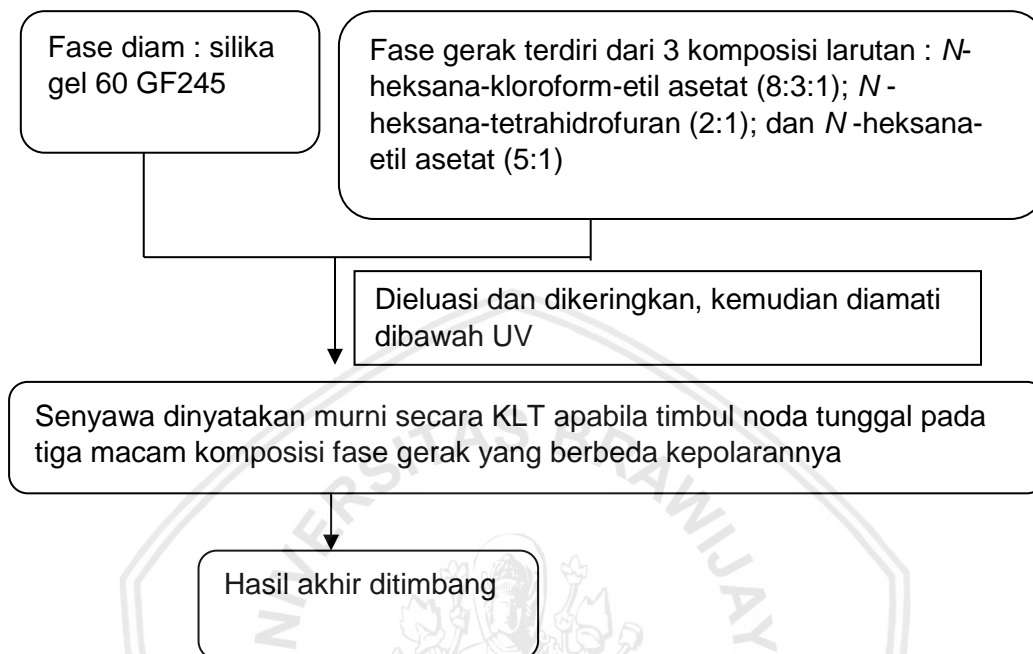 Fase diam : silika
gel 60 GF245
Fase gerak terdiri dari 3 komposisi larutan : N-
heksana-kloroform-etil asetat (8:3:1); N -
heksana-tetrahidrofuran (2:1); dan N -heksana-
etil asetat (5:1)
Dieluasi dan dikeringkan, kemudian diamati
dibawah UV
Senyawa dinyatakan murni secara KLT apabila timbul noda tunggal pada
tiga macam komposisi fase gerak yang berbeda kepolarannya
Hasil akhir ditimbang
NIVERSITAS BRAWIJAY